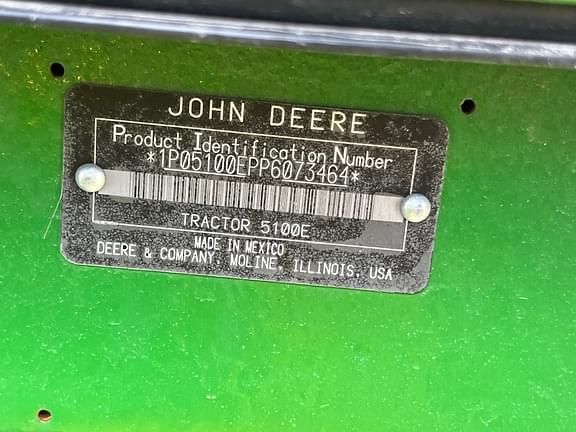 JOHN DEERE
Product Identification Number
*1P05100EPP6073464*
TRACTOR 5100E
MADE IN MEXICO
DEERE & COMPANY, MOLINE, ILLINOIS, USA